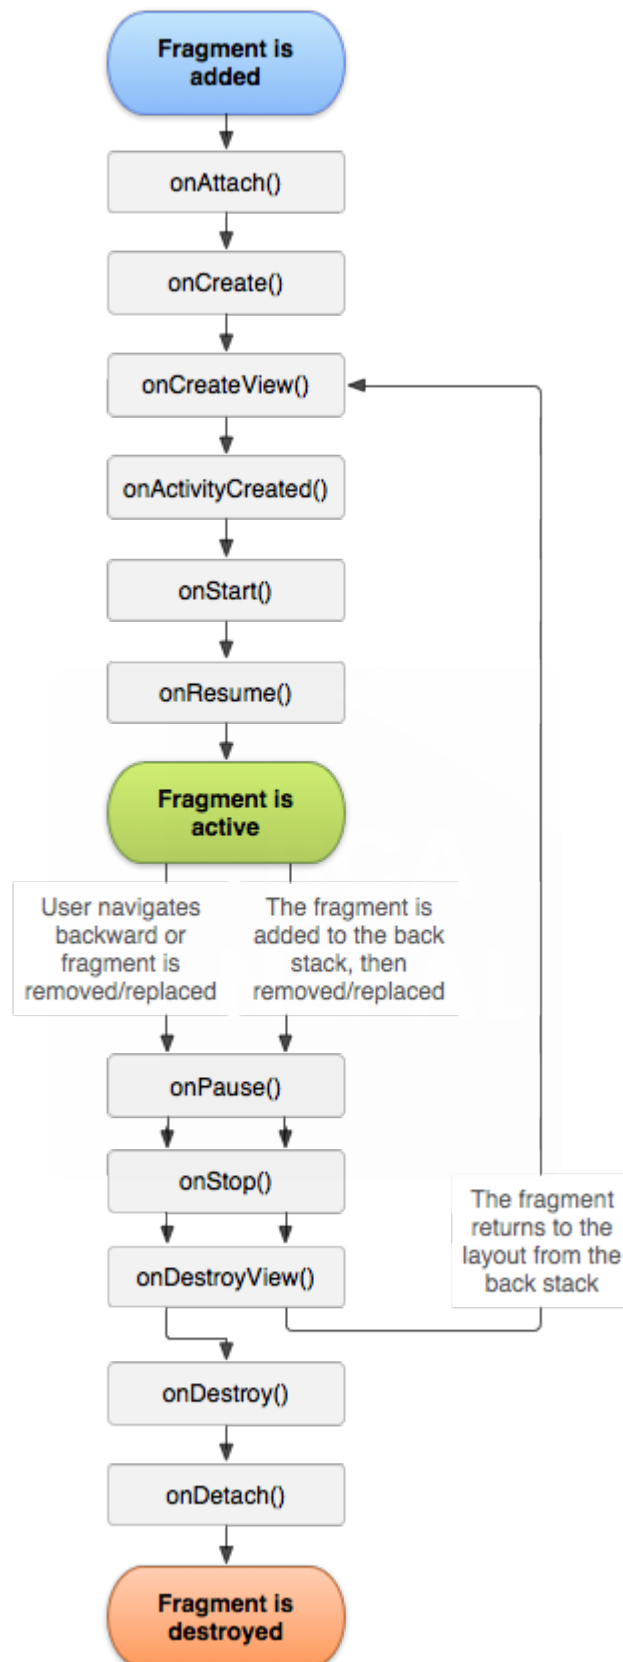 Fragment is
added
onAttach()
onCreate()
onCreateView()
onActivityCreated()
onStart()
onResume()
Fragment is
active
User navigates
backward or
fragment is
removed/replaced
The fragment is
added to the back
stack, then
removed/replaced
onPause()
onStop()
onDestroyView()
The fragment
returns to the
layout from the
back stack
onDestroy()
onDetach()
Fragment is
destroyed